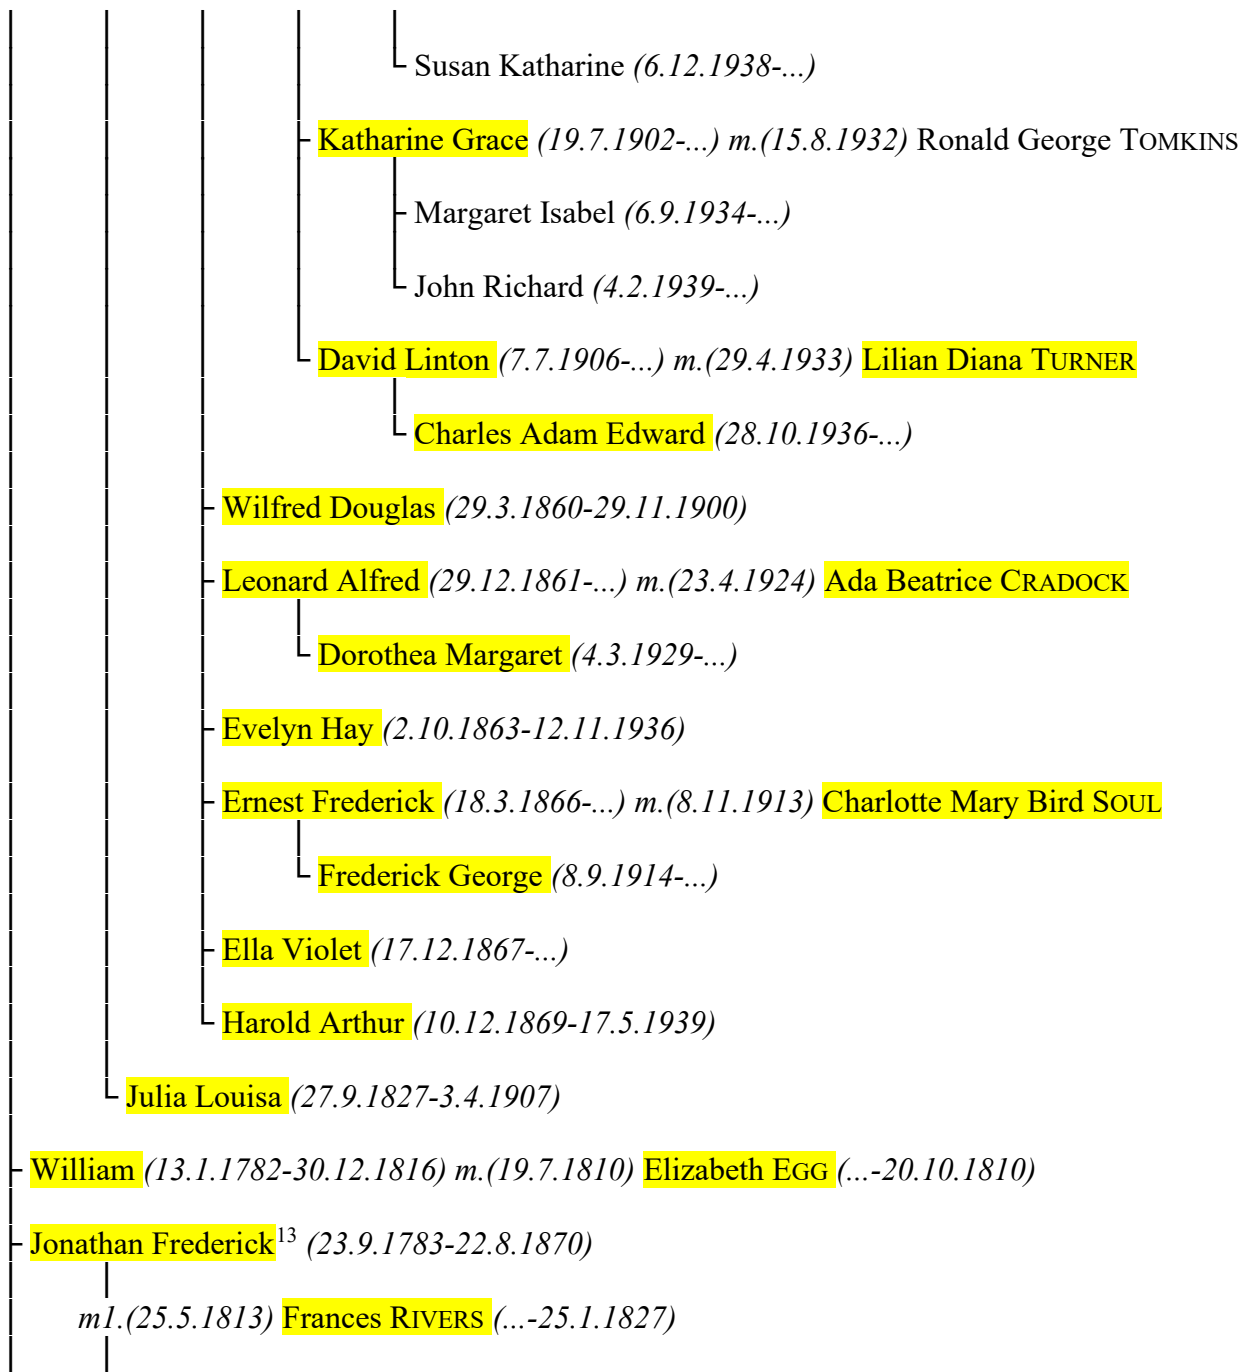 Susan Katharine (6.12.1938-...)
Katharine Grace (19.7.1902-...) m.(15.8.1932) Ronald George TOMKINS
Margaret Isabel (6.9.1934-...)
John Richard (4.2.1939-...)
David Linton (7.7.1906-...) m.(29.4.1933) Lilian Diana TURNER
Charles Adam Edward (28.10.1936-...)
Wilfred Douglas (29.3.1860-29.11.1900)
Leonard Alfred (29.12.1861-...) m.(23.4.1924) Ada Beatrice CRADOCK
Dorothea Margaret (4.3.1929-...)
Evelyn Hay (2.10.1863-12.11.1936)
Ernest Frederick (18.3.1866-...) m.(8.11.1913) Charlotte Mary Bird SOUL
Frederick George (8.9.1914-...)
Ella Violet (17.12.1867-...)
Harold Arthur (10.12.1869-17.5.1939)
Julia Louisa (27.9.1827-3.4.1907)
William (13.1.1782-30.12.1816) m.(19.7.1810) Elizabeth EGG (...-20.10.1810)
Jonathan Frederick¹³ (23.9.1783-22.8.1870)
m1.(25.5.1813) Frances RIVERS (...-25.1.1827)